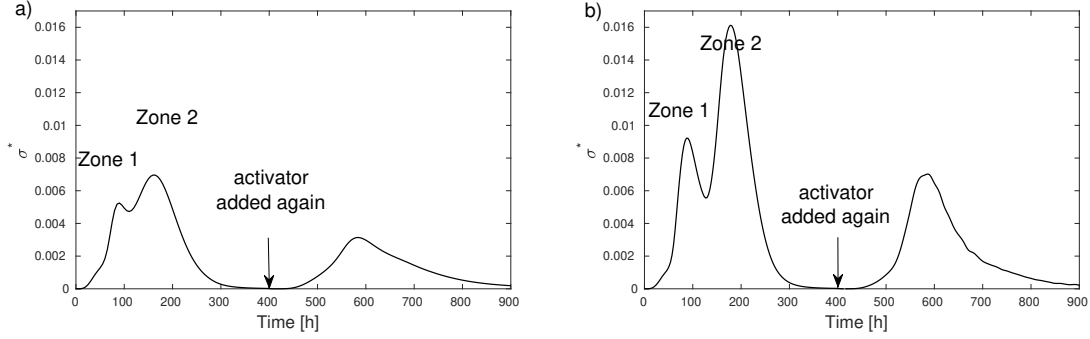 a)
0.016
0.014
0.012
0.01
0.008
0.006
0.004
0.002
0
σ*
Zone 1
Zone 2
activator
added again
0 100 200 300 400 500 600 700 800 900
Time [h]
b)
0.016
0.014
0.012
0.01
0.008
0.006
0.004
0.002
0
σ*
Zone 1
Zone 2
activator
added again
0 100 200 300 400 500 600 700 800 900
Time [h]